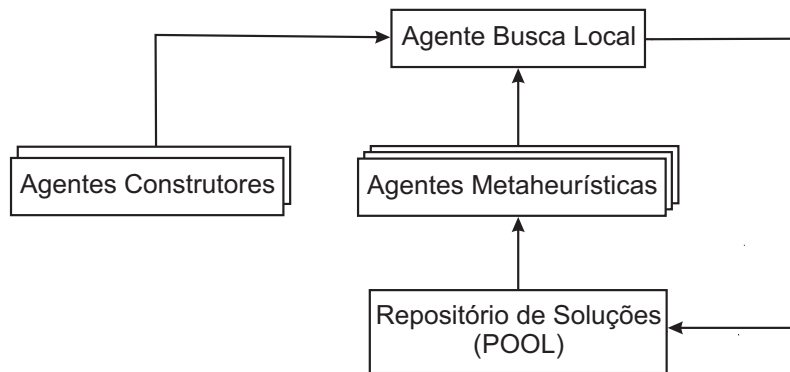 Agente Busca Local
Agentes Construtores
Agentes Metaheurísticas
Repositório de Soluções
(POOL)